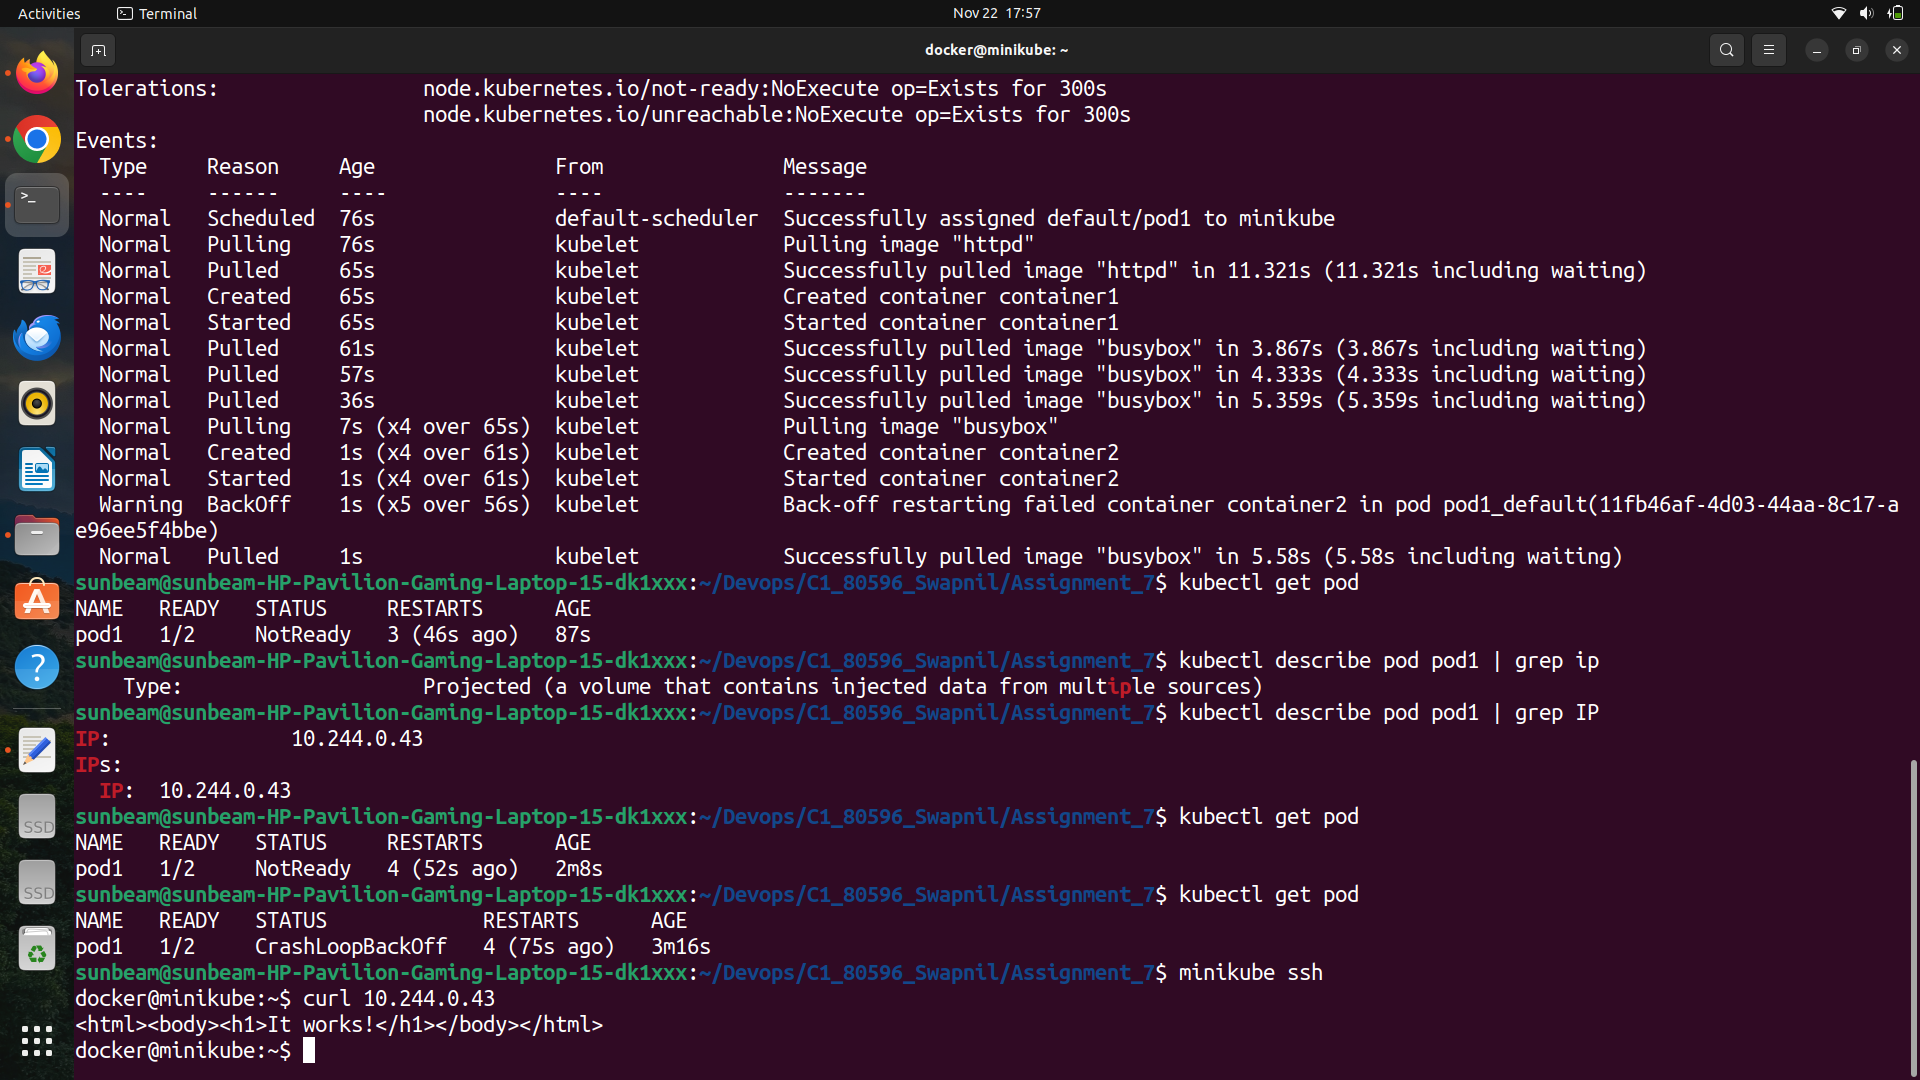 Activities
Terminal
Nov 22 17:57
docker@minikube: ~
Tolerations: node.kubernetes.io/not-ready:NoExecute op=Exists for 300s
node.kubernetes.io/unreachable:NoExecute op=Exists for 300s
Events:
Type Reason Age From Message
---- ------ ---- ---- -------
Normal Scheduled 76s default-scheduler Successfully assigned default/pod1 to minikube
Normal Pulling 76s kubelet Pulling image "httpd"
Normal Pulled 65s kubelet Successfully pulled image "httpd" in 11.321s (11.321s including waiting)
Normal Created 65s kubelet Created container container1
Normal Started 65s kubelet Started container container1
Normal Pulled 61s kubelet Successfully pulled image "busybox" in 3.867s (3.867s including waiting)
Normal Pulled 57s kubelet Successfully pulled image "busybox" in 4.333s (4.333s including waiting)
Normal Pulled 36s kubelet Successfully pulled image "busybox" in 5.359s (5.359s including waiting)
Normal Pulling 7s (x4 over 65s) kubelet Pulling image "busybox"
Normal Created 1s (x4 over 61s) kubelet Created container container2
Normal Started 1s (x4 over 61s) kubelet Started container container2
Warning BackOff 1s (x5 over 56s) kubelet Back-off restarting failed container container2 in pod pod1_default(11fb46af-4d03-44aa-8c17-a
e96ee5f4bbe)
Normal Pulled 1s kubelet Successfully pulled image "busybox" in 5.58s (5.58s including waiting)
sunbeam@sunbeam-HP-Pavilion-Gaming-Laptop-15-dk1xxx:~/Devops/C1_80596_Swapnil/Assignment_7$ kubectl get pod
NAME READY STATUS RESTARTS AGE
pod1 1/2 NotReady 3 (46s ago) 87s
sunbeam@sunbeam-HP-Pavilion-Gaming-Laptop-15-dk1xxx:~/Devops/C1_80596_Swapnil/Assignment_7$ kubectl describe pod pod1 | grep ip
Type: Projected (a volume that contains injected data from multiple sources)
sunbeam@sunbeam-HP-Pavilion-Gaming-Laptop-15-dk1xxx:~/Devops/C1_80596_Swapnil/Assignment_7$ kubectl describe pod pod1 | grep IP
IP: 10.244.0.43
IPs:
IP: 10.244.0.43
sunbeam@sunbeam-HP-Pavilion-Gaming-Laptop-15-dk1xxx:~/Devops/C1_80596_Swapnil/Assignment_7$ kubectl get pod
NAME READY STATUS RESTARTS AGE
pod1 1/2 NotReady 4 (52s ago) 2m8s
sunbeam@sunbeam-HP-Pavilion-Gaming-Laptop-15-dk1xxx:~/Devops/C1_80596_Swapnil/Assignment_7$ kubectl get pod
NAME READY STATUS RESTARTS AGE
pod1 1/2 CrashLoopBackOff 4 (75s ago) 3m16s
sunbeam@sunbeam-HP-Pavilion-Gaming-Laptop-15-dk1xxx:~/Devops/C1_80596_Swapnil/Assignment_7$ minikube ssh
docker@minikube:~$ curl 10.244.0.43
<html><body><h1>It works!</h1></body></html>
docker@minikube:~$
SSD
SSD